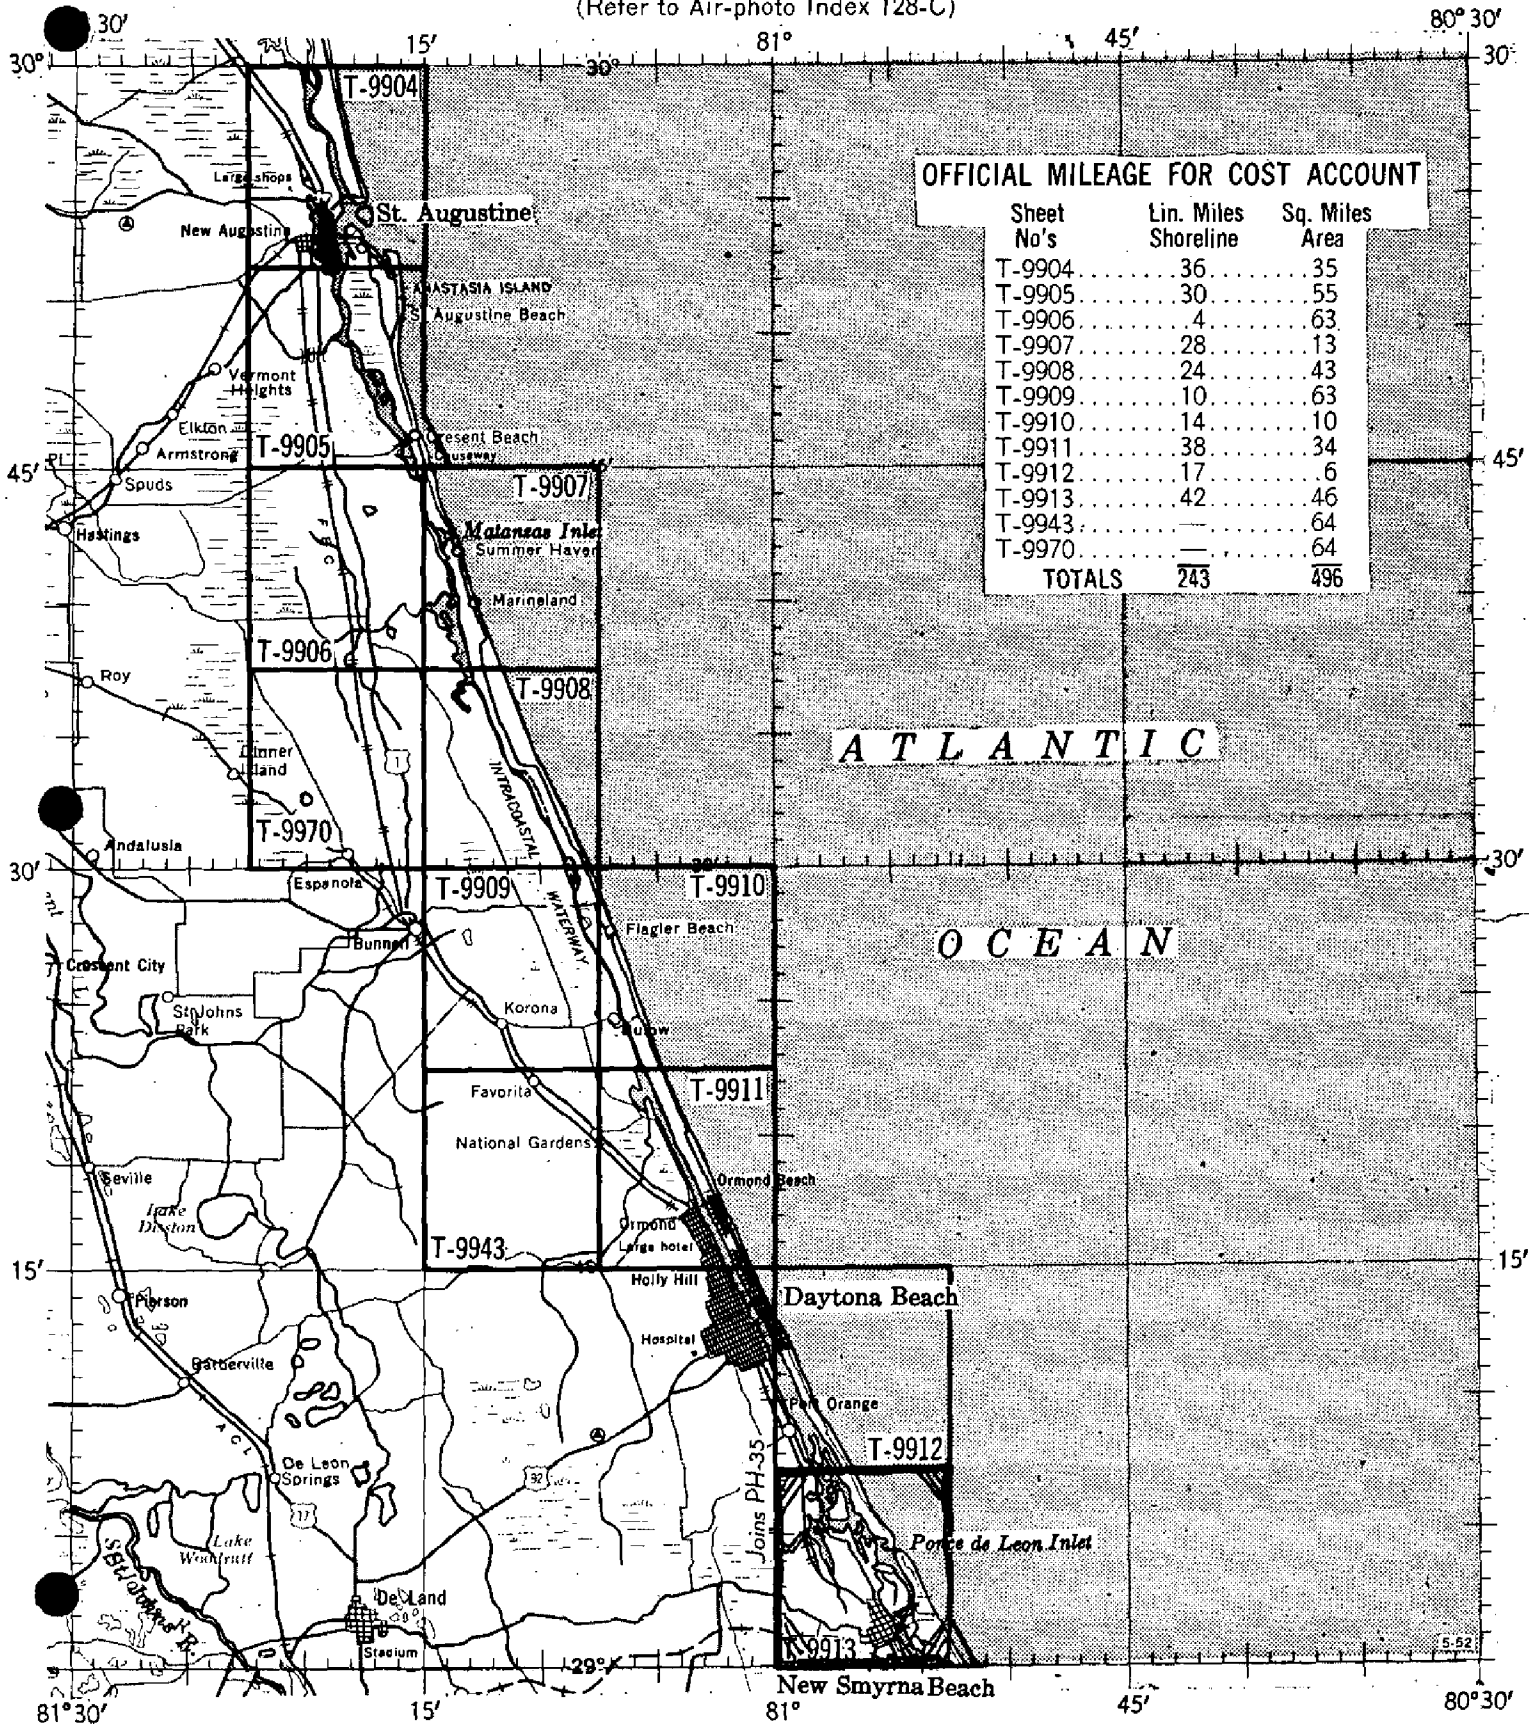 (Refer to Air-photo Index 128-C)
30'
15'
81°
45'
80° 30'
30°
30°
30°
T-9904
OFFICIAL MILEAGE FOR COST ACCOUNT
Sheet Lin. Miles Sq. Miles
No's Shoreline Area
T-9904........36.......35
T-9905........30.......55
T-9906........4.......63
T-9907........28.......13
T-9908........24.......43
T-9909........10.......63
T-9910........14.......10
T-9911........38.......34
T-9912........17.......6
T-9913........42.......46
T-9943........—.......64
T-9970........—.......64
TOTALS 243 496
Large shops
St. Augustine
New Augustine
ANASTASIA ISLAND
St. Augustine Beach
Vermont
Heights
Elkton
Armstrong
T-9905
Cresent Beach
Causeway
45'
45'
Spuds
T-9907
Hastings
Matanzas Inlet
Summer Haven
F E C
Marineland
T-9906
Roy
T-9908
ATLANTIC
Dinner
Island
1
INTRACOASTAL
WATERWAY
T-9970
Andalusia
30'
30'
Espanola
T-9909
T-9910
Bunnell
Flagler Beach
OCEAN
Crescent City
St Johns
Park
Korona
Bulow
Favorita
T-9911
National Gardens
Seville
Ormond Beach
Lake
Disston
Ormond
Large hotel
T-9943
15'
15'
Holly Hill
Pierson
Daytona Beach
Hospital
Barberville
Port Orange
A C L
T-9912
De Leon
Springs
92
17
Joins PH-35
Lake
Woodruff
Ponce de Leon Inlet
St. Johns R.
De Land
Stadium
T-9913
5-52
29°
New Smyrna Beach
81° 30'
15'
81°
45'
80° 30'